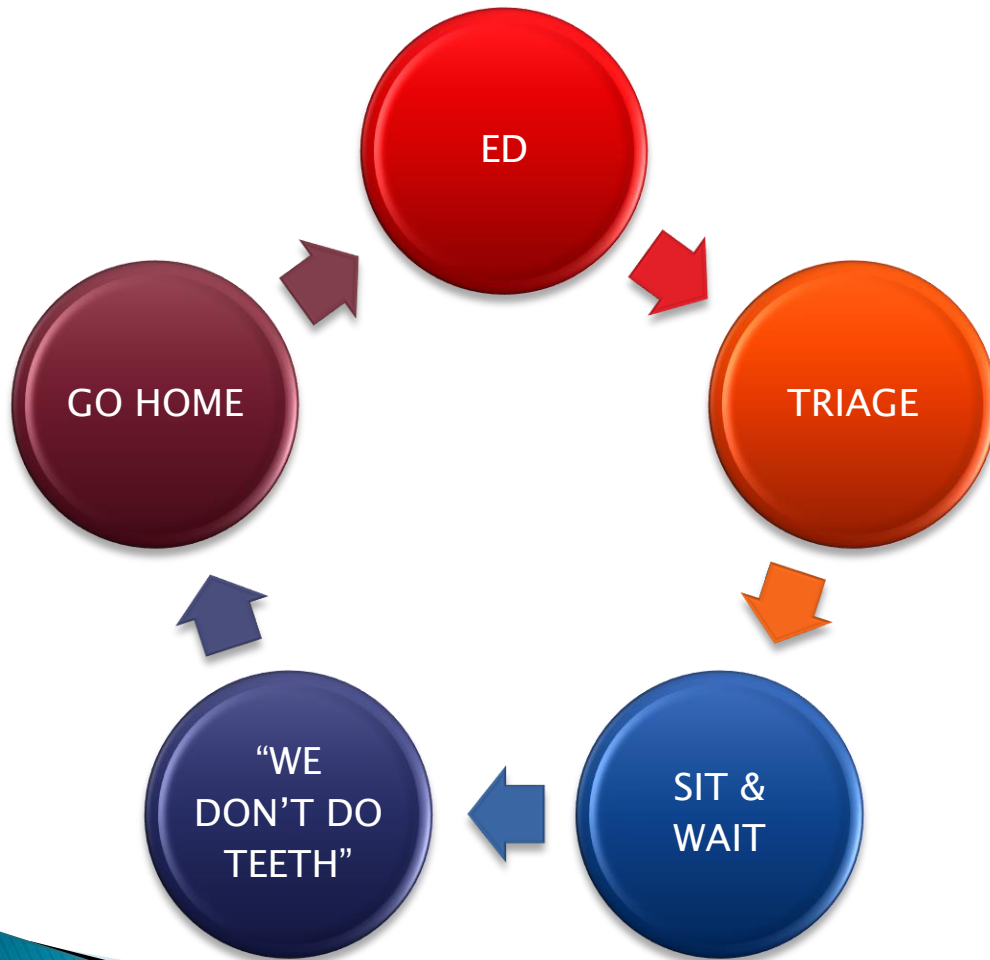 ED
TRIAGE
SIT &
WAIT
“WE
DON’T DO
TEETH”
GO HOME